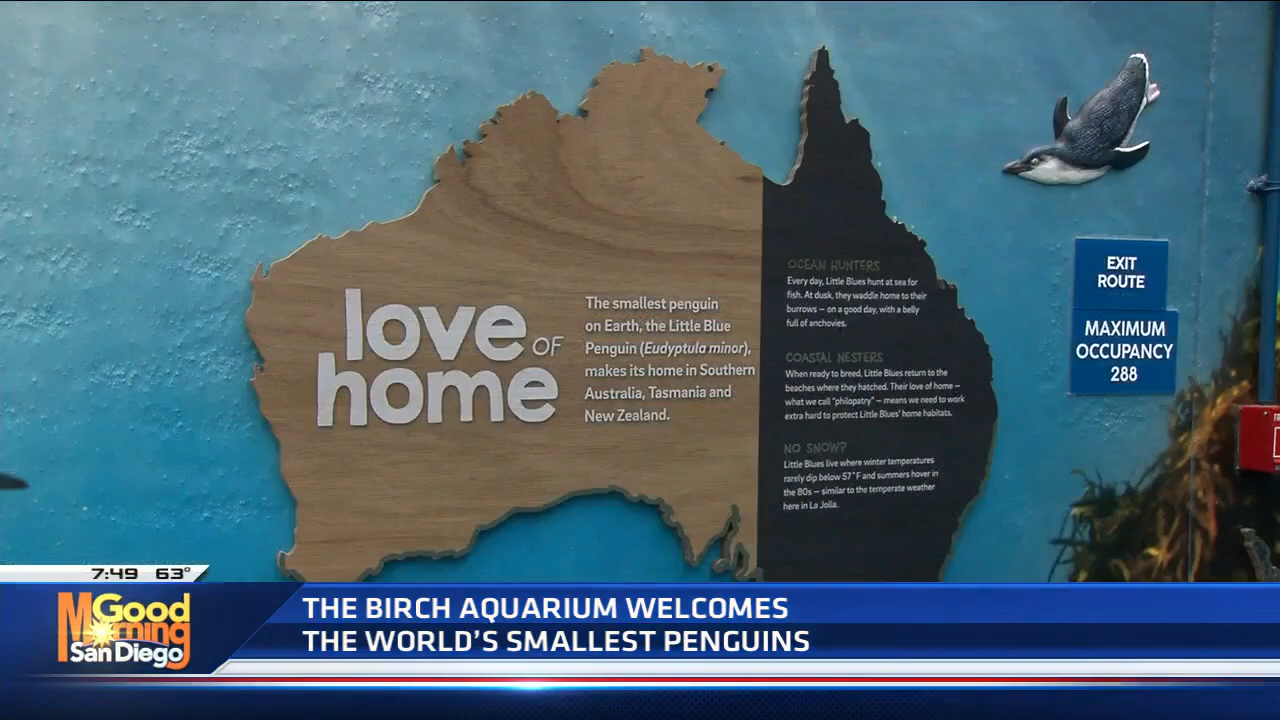 love OF
home
The smallest penguin
on Earth, the Little Blue
Penguin (Eudyptula minor),
makes its home in Southern
Australia, Tasmania and
New Zealand.
OCEAN HUNTERS
Every day, Little Blues hunt at sea for
fish. At dusk, they waddle home to their
burrows – on a good day, with a belly
full of anchovies.
COASTAL NESTERS
When ready to breed, Little Blues return to the
beaches where they hatched. Their love of home –
what we call "philopatry" – means we need to work
extra hard to protect Little Blues' home habitats.
NO SNOW?
Little Blues live where winter temperatures
rarely dip below 57°F and summers hover in
the 80s – similar to the temperate weather
here in La Jolla.
EXIT
ROUTE
MAXIMUM
OCCUPANCY
288
7:49 63°
Good
Morning
San Diego
THE BIRCH AQUARIUM WELCOMES
THE WORLD'S SMALLEST PENGUINS